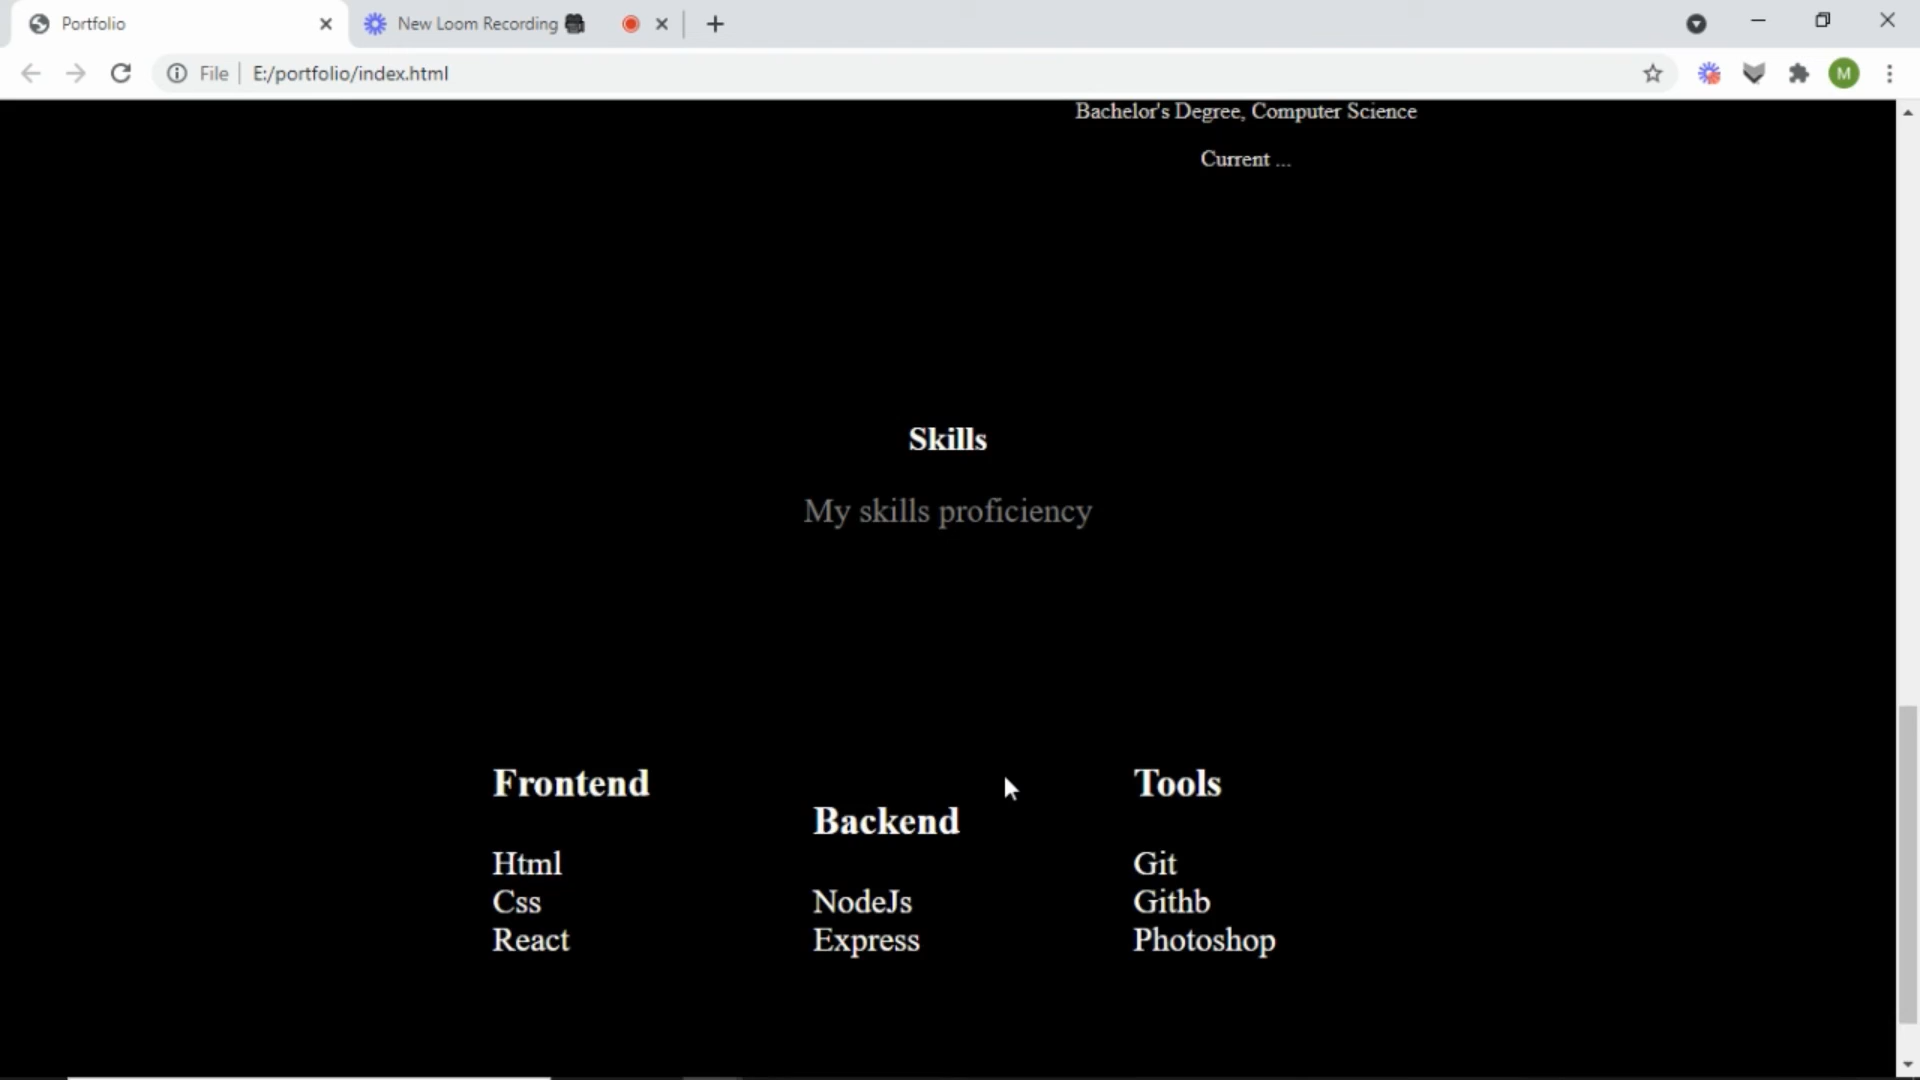 Portfolio
New Loom Recording
File
E:/portfolio/index.html
M
Bachelor's Degree, Computer Science
Current ...
Skills
My skills proficiency
Frontend
Html
Css
React
Backend
NodeJs
Express
Tools
Git
Githb
Photoshop